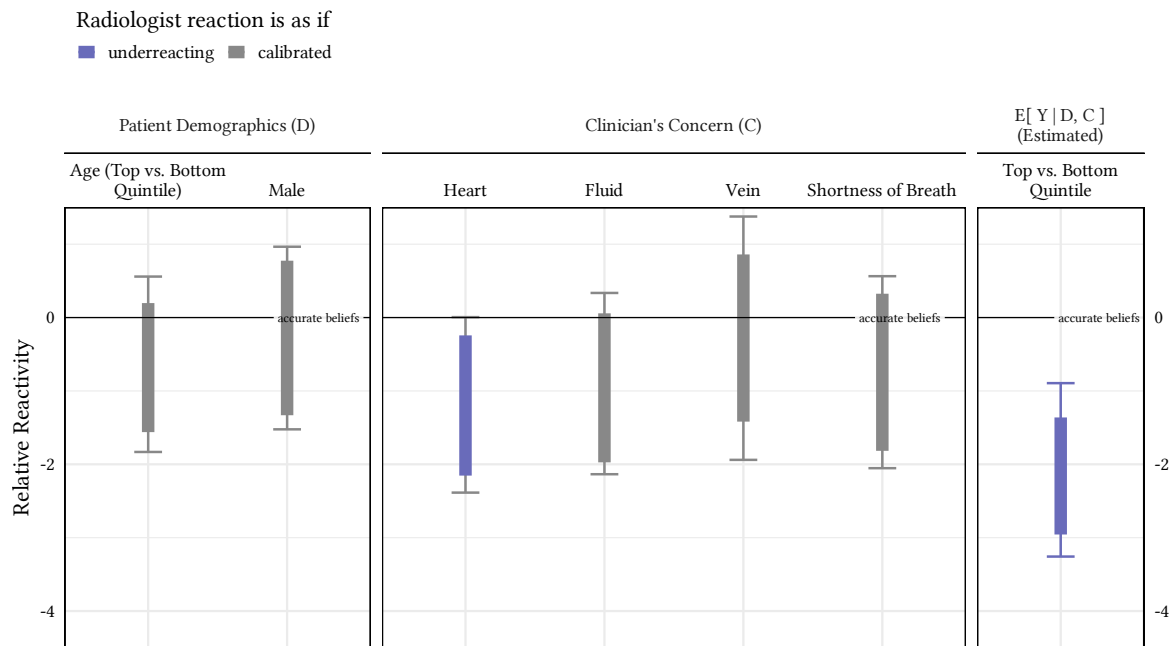 Radiologist reaction is as if
underreacting calibrated
Patient Demographics (D)
Clinician's Concern (C)
E[ Y | D, C ]
(Estimated)
Age (Top vs. Bottom
Quintile)
Male
Heart
Fluid
Vein
Shortness of Breath
Top vs. Bottom
Quintile
Relative Reactivity
0
-2
-4
accurate beliefs
accurate beliefs
accurate beliefs
0
-2
-4